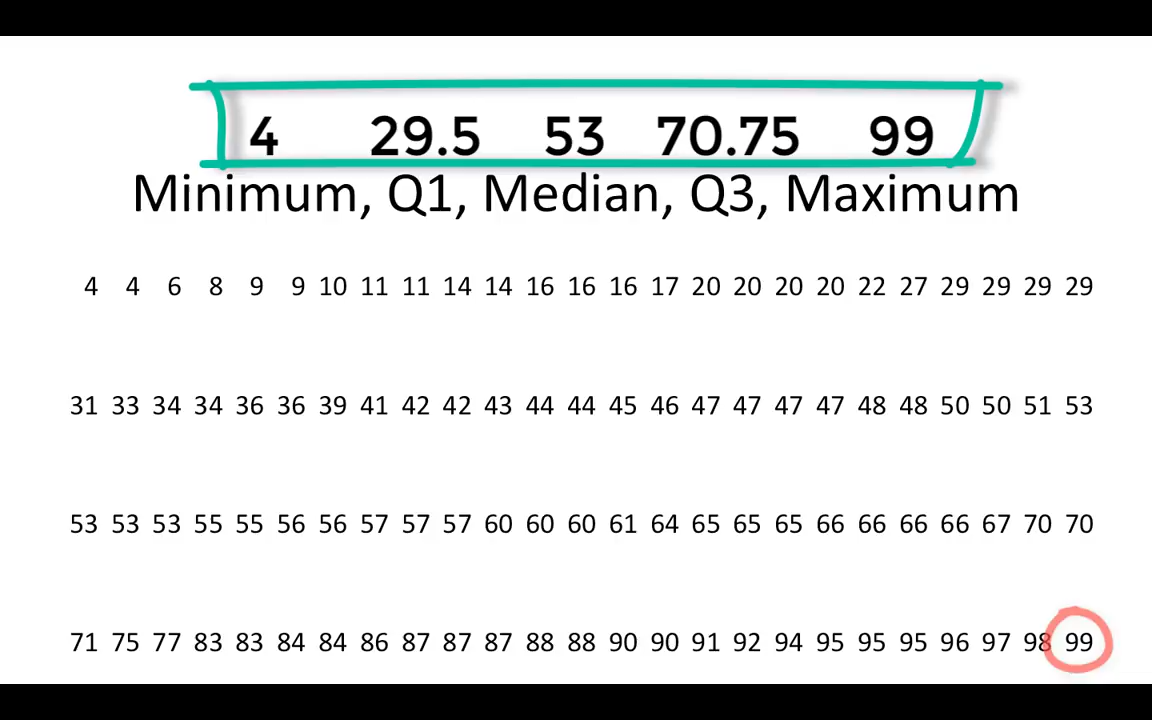 4 29.5 53 70.75 99
Minimum, Q1, Median, Q3, Maximum
4 4 6 8 9 9 10 11 11 14 14 16 16 16 17 20 20 20 20 22 27 29 29 29 29
31 33 34 34 36 36 39 41 42 42 43 44 44 45 46 47 47 47 47 48 48 50 50 51 53
53 53 53 55 55 56 56 57 57 57 60 60 60 61 64 65 65 65 66 66 66 66 67 70 70
71 75 77 83 83 84 84 86 87 87 87 88 88 90 90 91 92 94 95 95 95 96 97 98 99